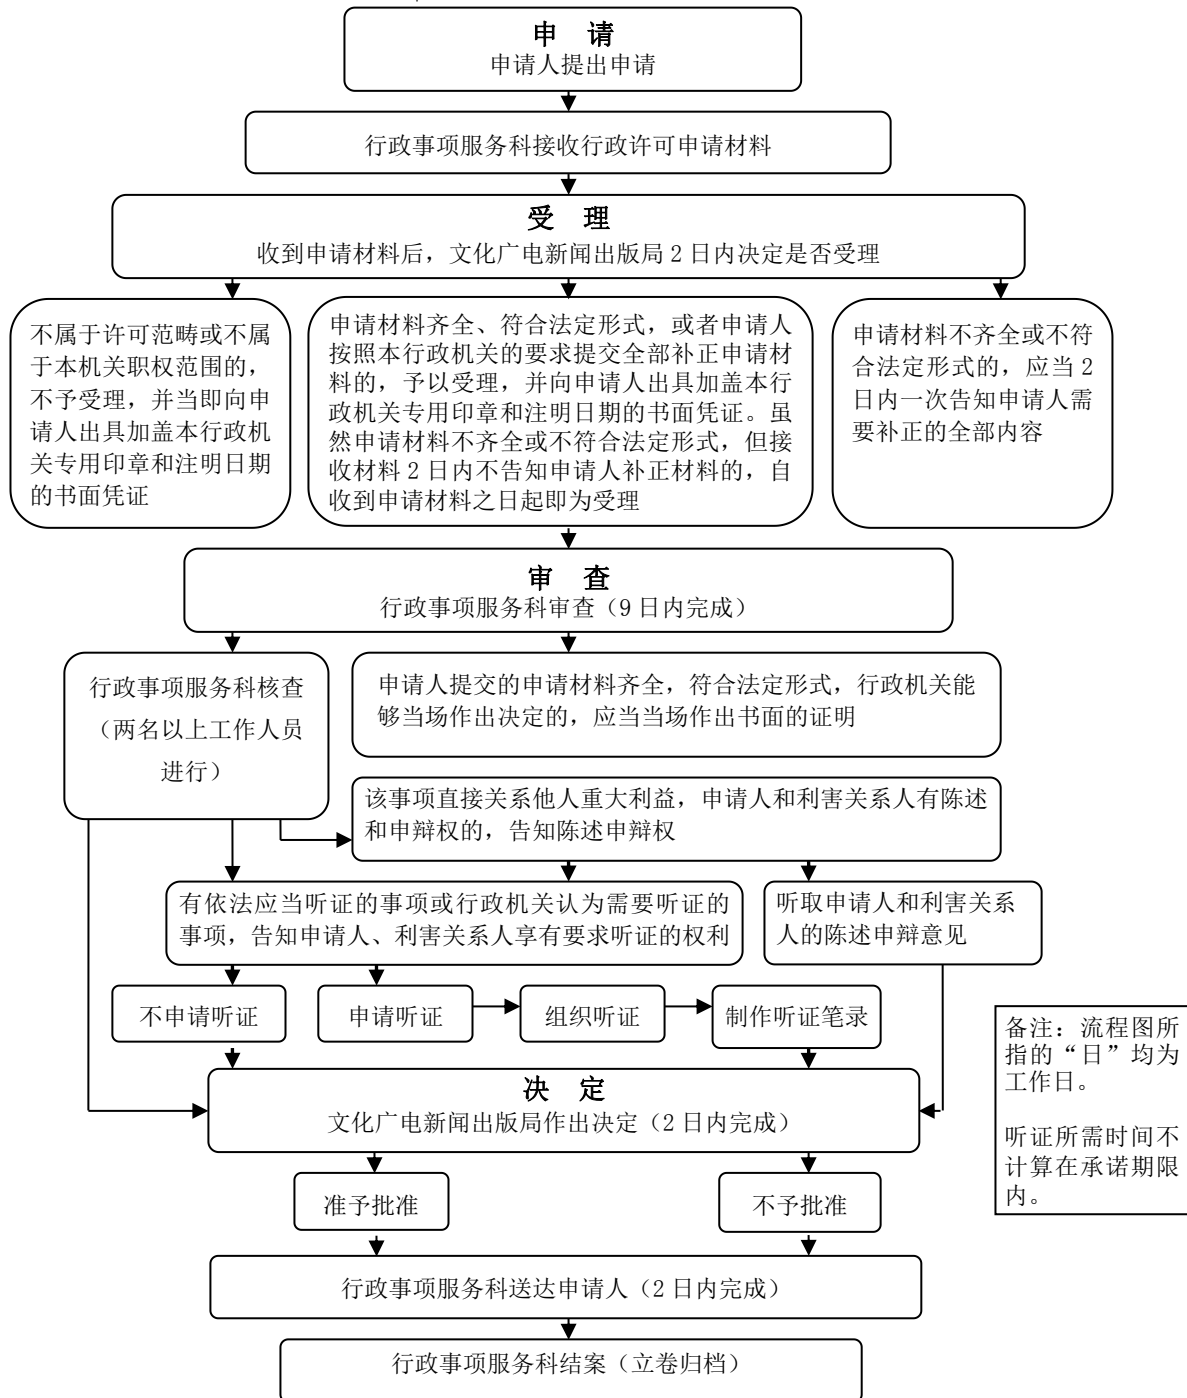 申 请
申请人提出申请
行政事项服务科接收行政许可申请材料
受 理
收到申请材料后，文化广电新闻出版局 2 日内决定是否受理
不属于许可范畴或不属
于本机关职权范围的，
不予受理，并当即向申
请人出具加盖本行政机
关专用印章和注明日期
的书面凭证
申请材料齐全、符合法定形式，或者申请人
按照本行政机关的要求提交全部补正申请材
料的，予以受理，并向申请人出具加盖本行
政机关专用印章和注明日期的书面凭证。虽
然申请材料不齐全或不符合法定形式，但接
收材料 2 日内不告知申请人补正材料的，自
收到申请材料之日起即为受理
申请材料不齐全或不符
合法定形式的，应当 2
日内一次告知申请人需
要补正的全部内容
审 查
行政事项服务科审查（9 日内完成）
行政事项服务科核查
（两名以上工作人员
进行）
申请人提交的申请材料齐全，符合法定形式，行政机关能
够当场作出决定的，应当当场作出书面的证明
该事项直接关系他人重大利益，申请人和利害关系人有陈述
和申辩权的，告知陈述申辩权
有依法应当听证的事项或行政机关认为需要听证的
事项，告知申请人、利害关系人享有要求听证的权利
听取申请人和利害关系
人的陈述申辩意见
不申请听证
申请听证
组织听证
制作听证笔录
备注：流程图所
指的“日”均为
工作日。
听证所需时间不
计算在承诺期限
内。
决 定
文化广电新闻出版局作出决定（2 日内完成）
准予批准
不予批准
行政事项服务科送达申请人（2 日内完成）
行政事项服务科结案（立卷归档）